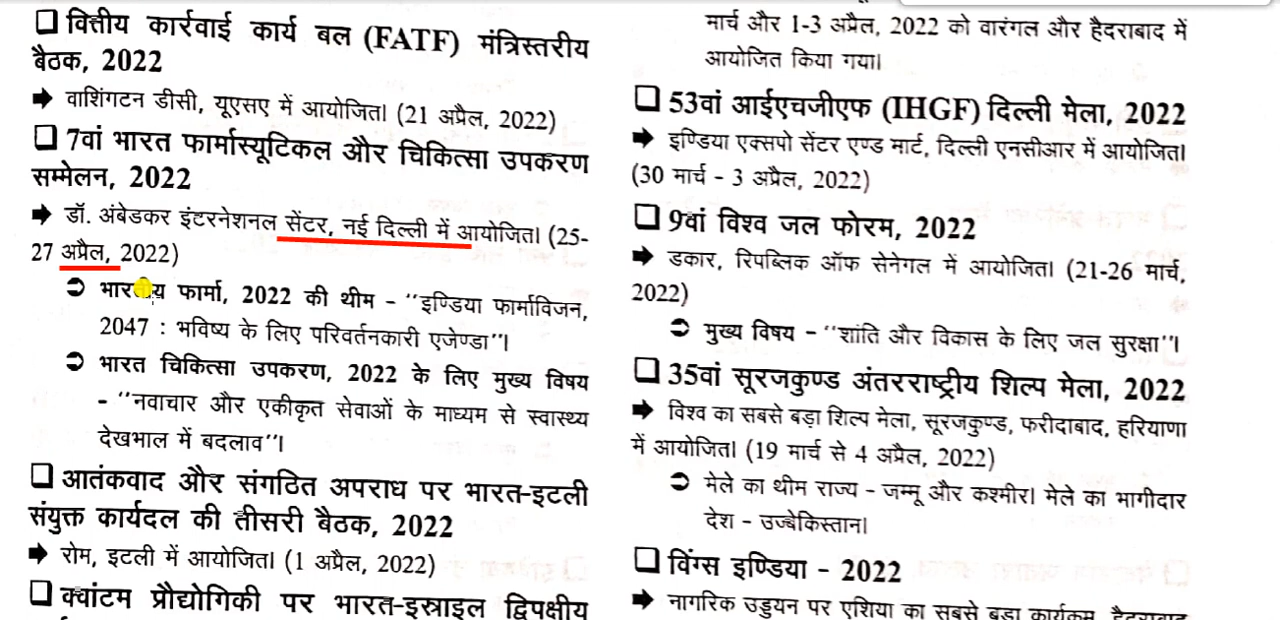 ❑ वित्तीय कार्रवाई कार्य बल (FATF) मंत्रिस्तरीय
बैठक, 2022
➡ वाशिंगटन डीसी, यूएसए में आयोजित। (21 अप्रैल, 2022)
❑ 7वां भारत फार्मास्यूटिकल और चिकित्सा उपकरण
सम्मेलन, 2022
➡ डॉ. अंबेडकर इंटरनेशनल सेंटर, नई दिल्ली में आयोजित। (25-
27 अप्रैल, 2022)
➲ भारतीय फार्मा, 2022 की थीम - "इण्डिया फार्माविजन,
2047 : भविष्य के लिए परिवर्तनकारी एजेण्डा"।
➲ भारत चिकित्सा उपकरण, 2022 के लिए मुख्य विषय
- "नवाचार और एकीकृत सेवाओं के माध्यम से स्वास्थ्य
देखभाल में बदलाव"।
❑ आतंकवाद और संगठित अपराध पर भारत-इटली
संयुक्त कार्यदल की तीसरी बैठक, 2022
➡ रोम, इटली में आयोजित। (1 अप्रैल, 2022)
❑ क्वांटम प्रौद्योगिकी पर भारत-इस्राइल द्विपक्षीय
मार्च और 1-3 अप्रैल, 2022 को वारंगल और हैदराबाद में
आयोजित किया गया।
❑ 53वां आईएचजीएफ (IHGF) दिल्ली मेला, 2022
➡ इण्डिया एक्सपो सेंटर एण्ड मार्ट, दिल्ली एनसीआर में आयोजित।
(30 मार्च - 3 अप्रैल, 2022)
❑ 9वां विश्व जल फोरम, 2022
➡ डकार, रिपब्लिक ऑफ सेनेगल में आयोजित। (21-26 मार्च,
2022)
➲ मुख्य विषय - "शांति और विकास के लिए जल सुरक्षा"।
❑ 35वां सूरजकुण्ड अंतरराष्ट्रीय शिल्प मेला, 2022
➡ विश्व का सबसे बड़ा शिल्प मेला, सूरजकुण्ड, फरीदाबाद, हरियाणा
में आयोजित। (19 मार्च से 4 अप्रैल, 2022)
➲ मेले का थीम राज्य - जम्मू और कश्मीर। मेले का भागीदार
देश - उज्बेकिस्तान।
❑ विंग्स इण्डिया - 2022
➡ नागरिक उड्डयन पर एशिया का सबसे बड़ा कार्यक्रम, हैदराबाद